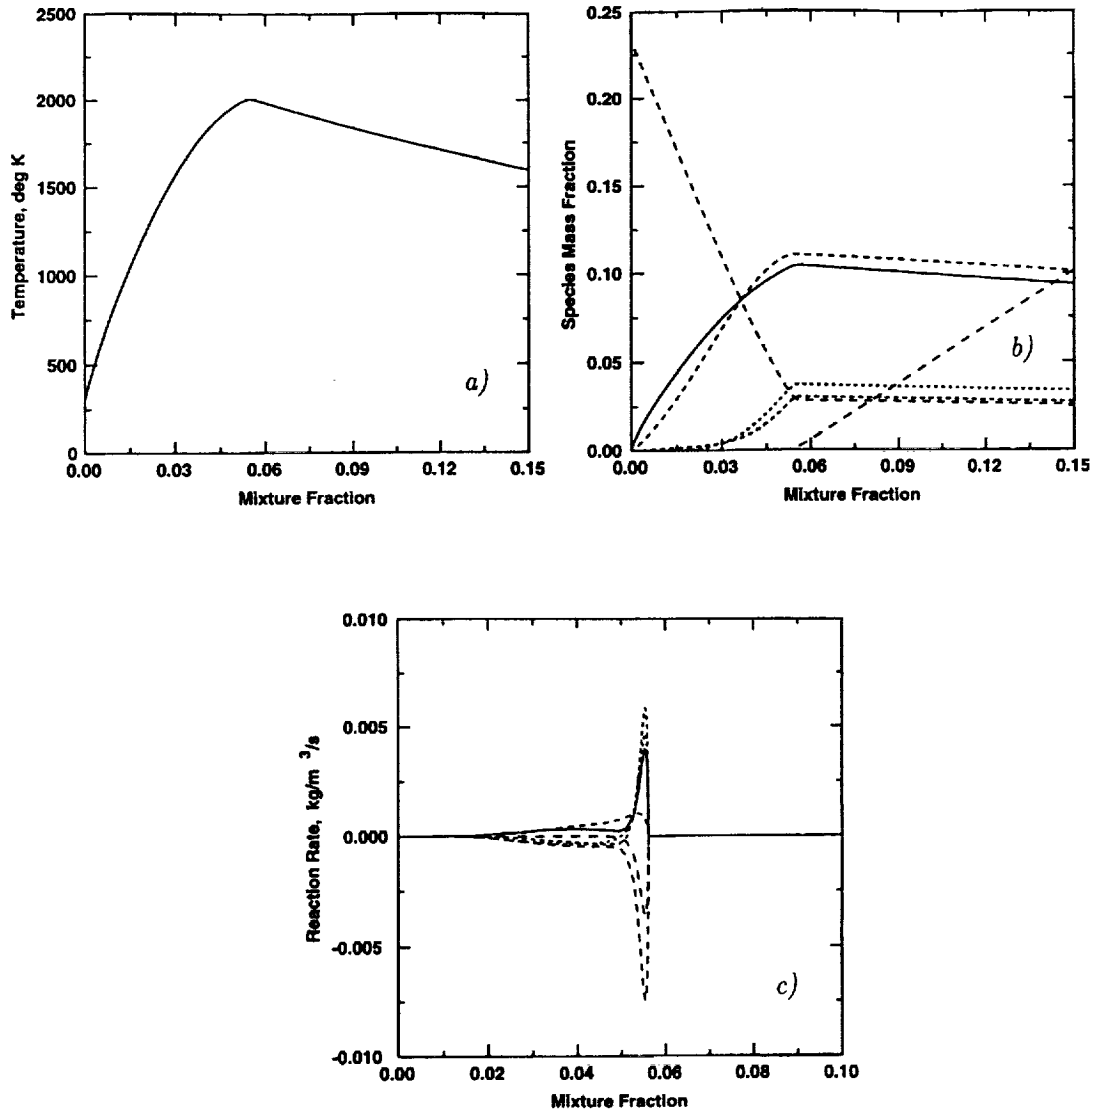 2500
2000
1500
1000
500
0
0.00 0.03 0.06 0.09 0.12 0.15
Temperature, deg K
Mixture Fraction
a)
0.25
0.20
0.15
0.10
0.05
0.00
0.00 0.03 0.06 0.09 0.12 0.15
Species Mass Fraction
Mixture Fraction
b)
0.010
0.005
0.000
-0.005
-0.010
0.00 0.02 0.04 0.06 0.08 0.10
Reaction Rate, kg/m ³/s
Mixture Fraction
c)